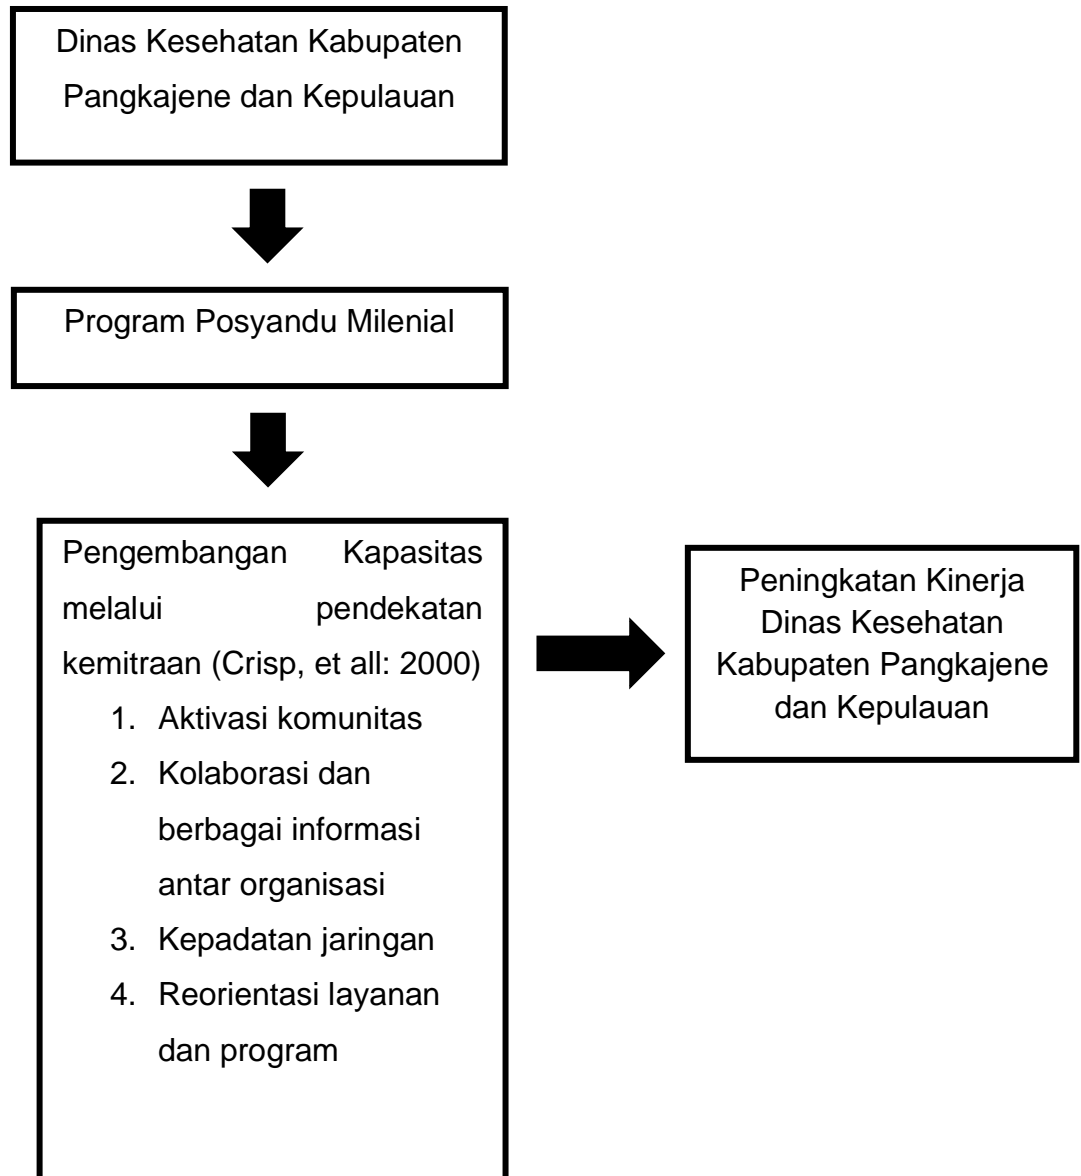 Dinas Kesehatan Kabupaten
Pangkajene dan Kepulauan
Program Posyandu Milenial
Pengembangan Kapasitas
melalui pendekatan
kemitraan (Crisp, et all: 2000)
1. Aktivasi komunitas
2. Kolaborasi dan
berbagai informasi
antar organisasi
3. Kepadatan jaringan
4. Reorientasi layanan
dan program
Peningkatan Kinerja
Dinas Kesehatan
Kabupaten Pangkajene
dan Kepulauan